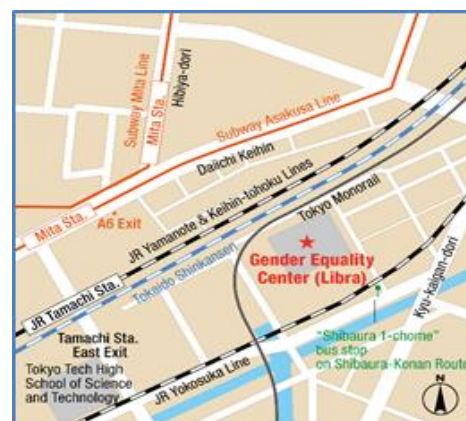 Subway Mita Line
Mita Sta.
Hibiya-dori
Subway Asakusa Line
Daiichi Keihin
Mita Sta.
A6 Exit
JR Yamanote & Keihin-tohoku Lines
Tokyo Monorail
Tokaido Shinkansen
JR Tamachi Sta.
Gender Equality
Center (Libra)
Kyu-kaigan-dori
Tamachi Sta.
East Exit
Tokyo Tech High
School of Science
and Technology
JR Yokosuka Line
"Shibaura 1-chome"
bus stop
on Shibaura-Konan Route
N